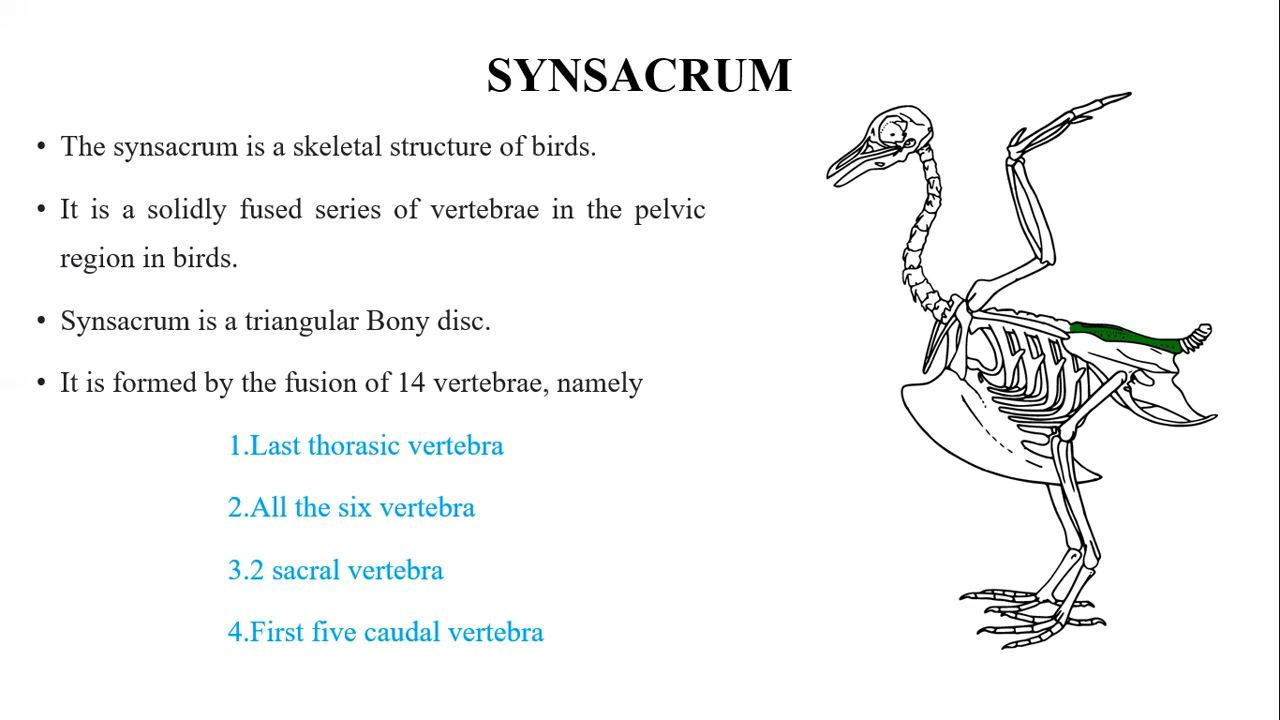 SYNSACRUM
• The synsacrum is a skeletal structure of birds.
• It is a solidly fused series of vertebrae in the pelvic
region in birds.
• Synsacrum is a triangular Bony disc.
• It is formed by the fusion of 14 vertebrae, namely
1.Last thorasic vertebra
2.All the six vertebra
3.2 sacral vertebra
4.First five caudal vertebra